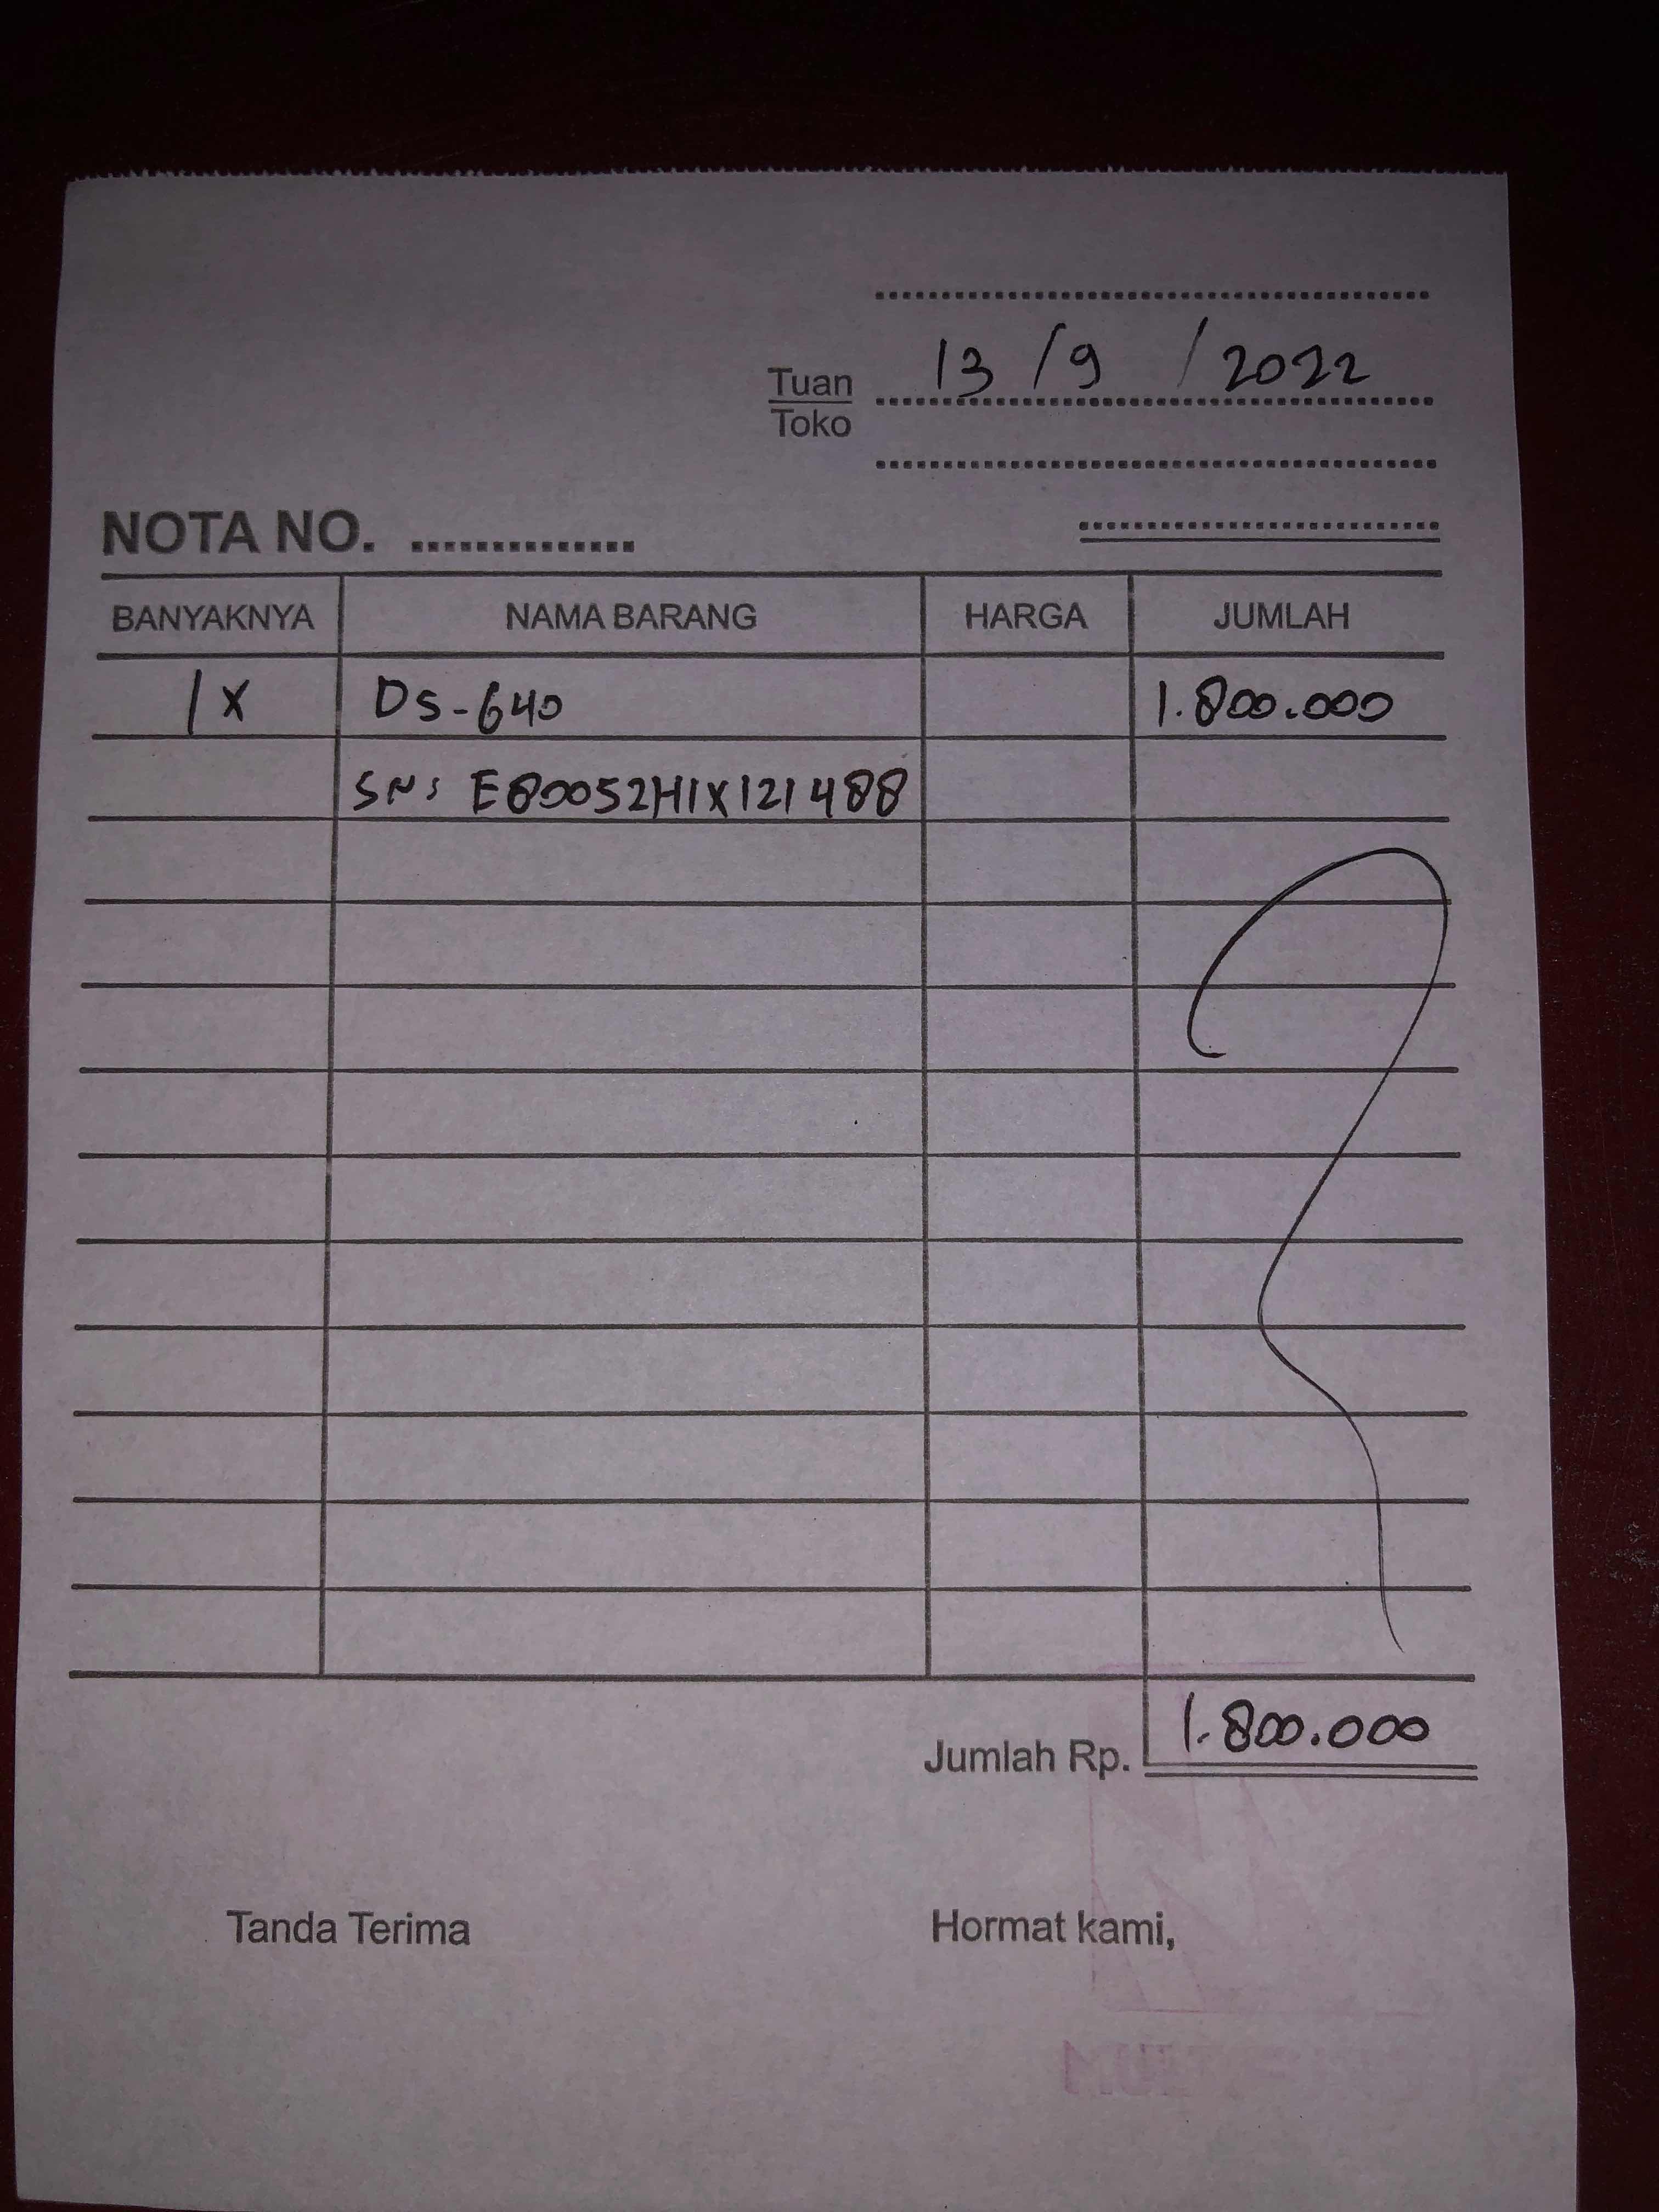 13/9/2022
Tuan
Toko
NOTA NO. ...............
BANYAKNYA NAMA BARANG HARGA JUMLAH
1x DS-640 1.800.000
SN: E80052H1X121488
Jumlah Rp. 1.800.000
Tanda Terima Hormat kami,